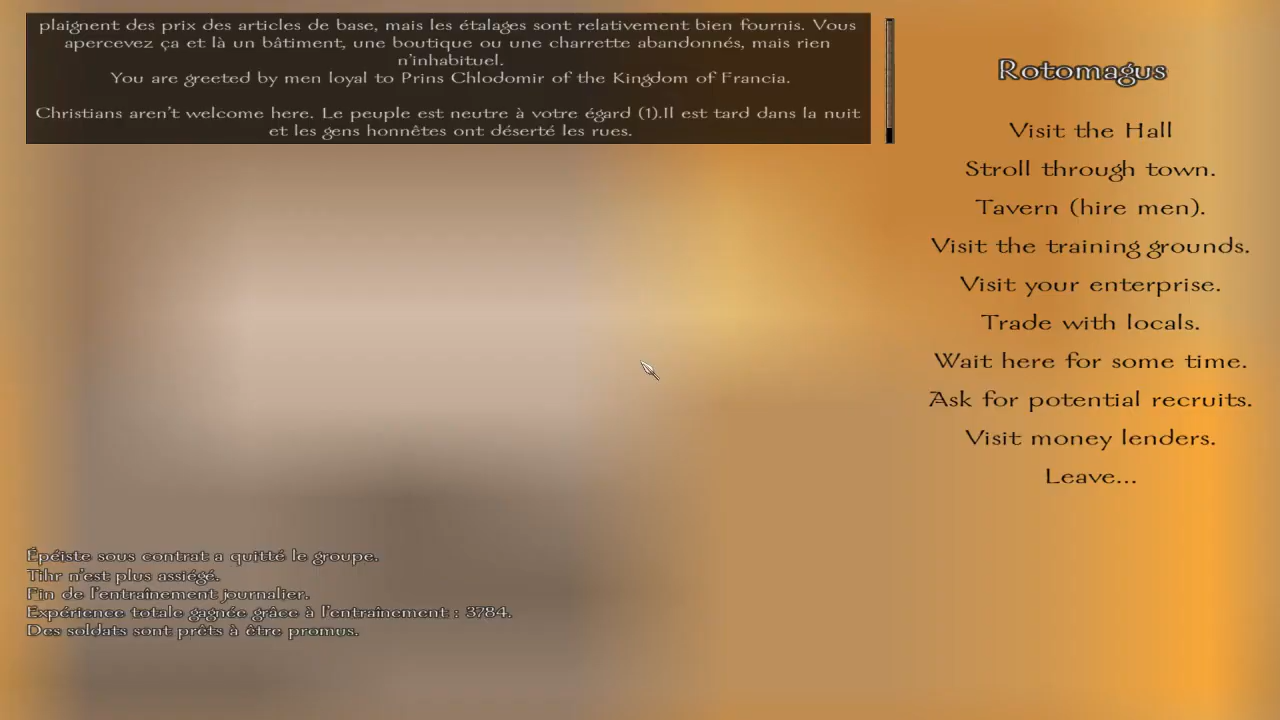 plaignent des prix des articles de base, mais les étalages sont relativement bien fournis. Vous
apercevez ça et là un bâtiment, une boutique ou une charrette abandonnés, mais rien
n'inhabituel.
You are greeted by men loyal to Prins Chlodomir of the Kingdom of Francia.
Christians aren't welcome here. Le peuple est neutre à votre égard (1).Il est tard dans la nuit
et les gens honnêtes ont déserté les rues.
Rotomagus
Visit the Hall
Stroll through town.
Tavern (hire men).
Visit the training grounds.
Visit your enterprise.
Trade with locals.
Wait here for some time.
Ask for potential recruits.
Visit money lenders.
Leave...
Épéiste sous contrat a quitté le groupe.
Tihr n'est plus assiégé.
Fin de l'entraînement journalier.
Expérience totale gagnée grâce à l'entraînement : 3784.
Des soldats sont prêts à être promus.